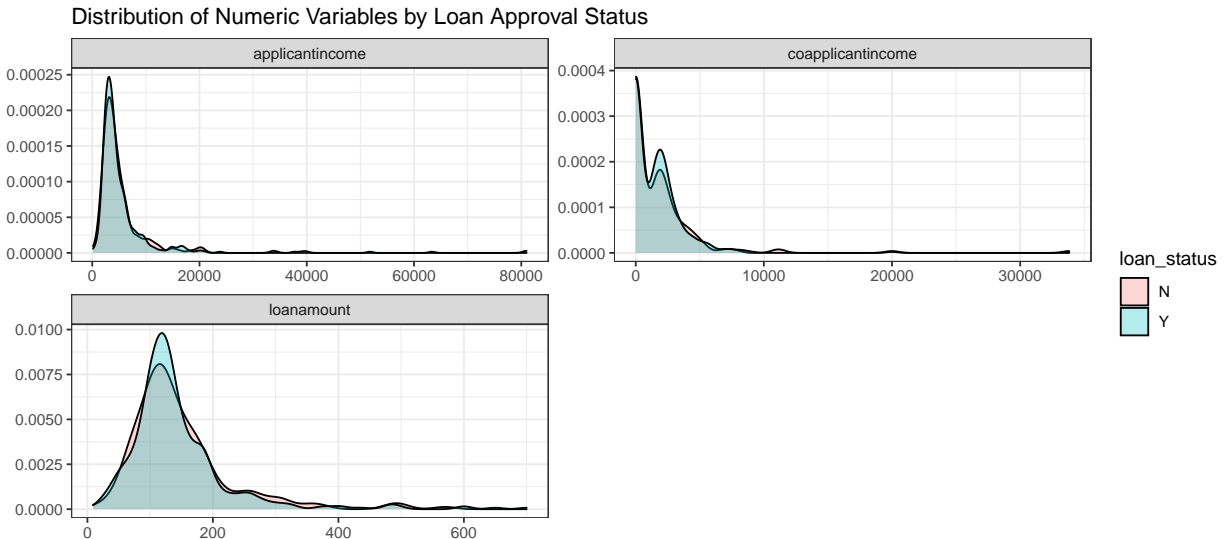 Distribution of Numeric Variables by Loan Approval Status
applicantincome
coapplicantincome
0.00025
0.00020
0.00015
0.00010
0.00005
0.00000
0 20000 40000 60000 80000
0.0004
0.0003
0.0002
0.0001
0.0000
0 10000 20000 30000
loanamount
0.0100
0.0075
0.0050
0.0025
0.0000
0 200 400 600
loan_status
N
Y